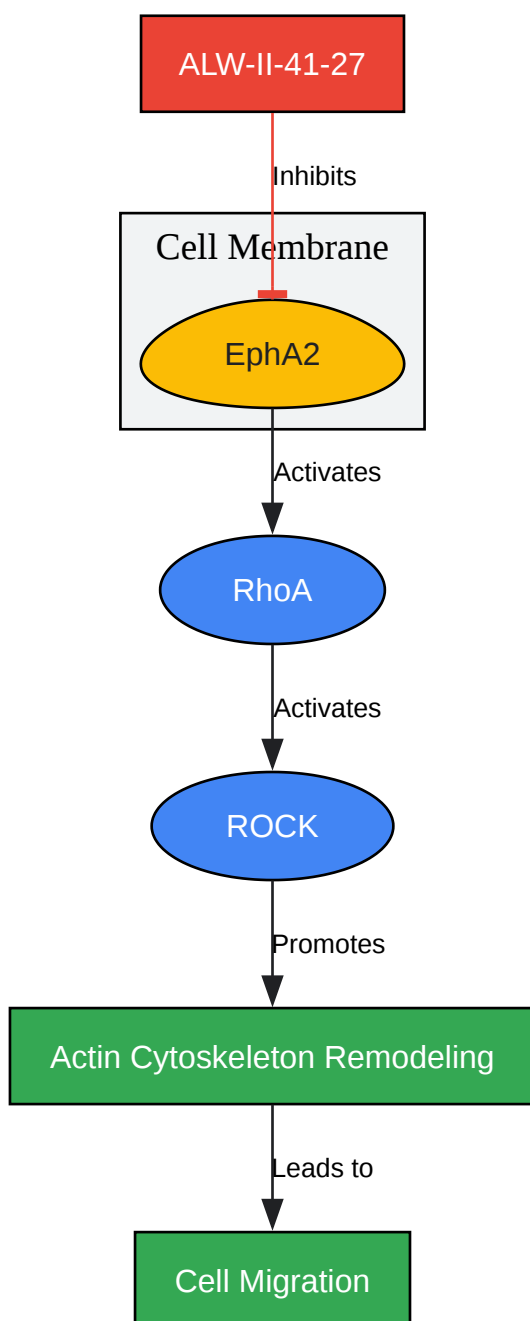 ALW-II-41-27
Inhibits
Cell Membrane
EphA2
Activates
RhoA
Activates
ROCK
Promotes
Actin Cytoskeleton Remodeling
Leads to
Cell Migration